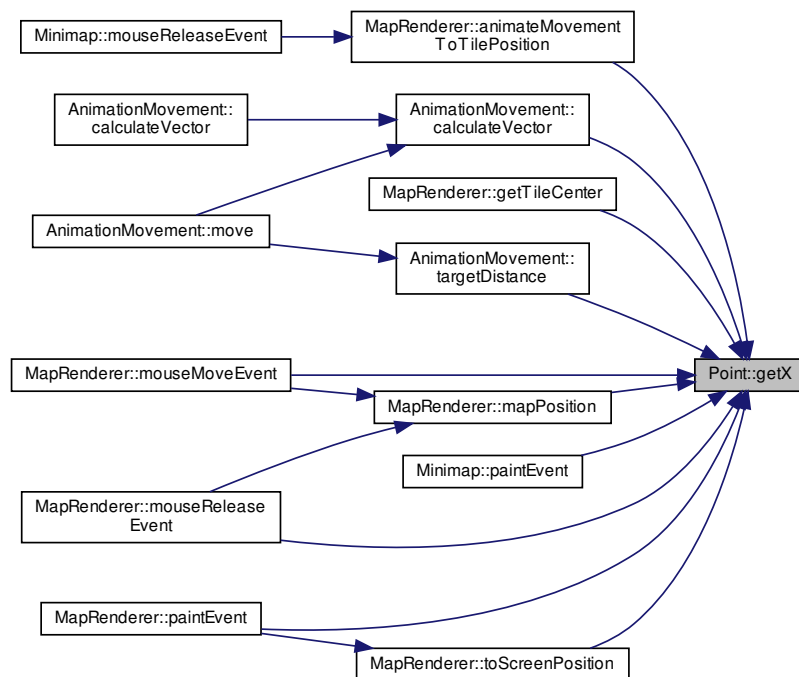 Minimap::mouseReleaseEvent
MapRenderer::animateMovement
ToTilePosition
AnimationMovement::
calculateVector
AnimationMovement::
calculateVector
MapRenderer::getTileCenter
AnimationMovement::move
AnimationMovement::
targetDistance
Point::getX
MapRenderer::mouseMoveEvent
MapRenderer::mapPosition
Minimap::paintEvent
MapRenderer::mouseRelease
Event
MapRenderer::paintEvent
MapRenderer::toScreenPosition